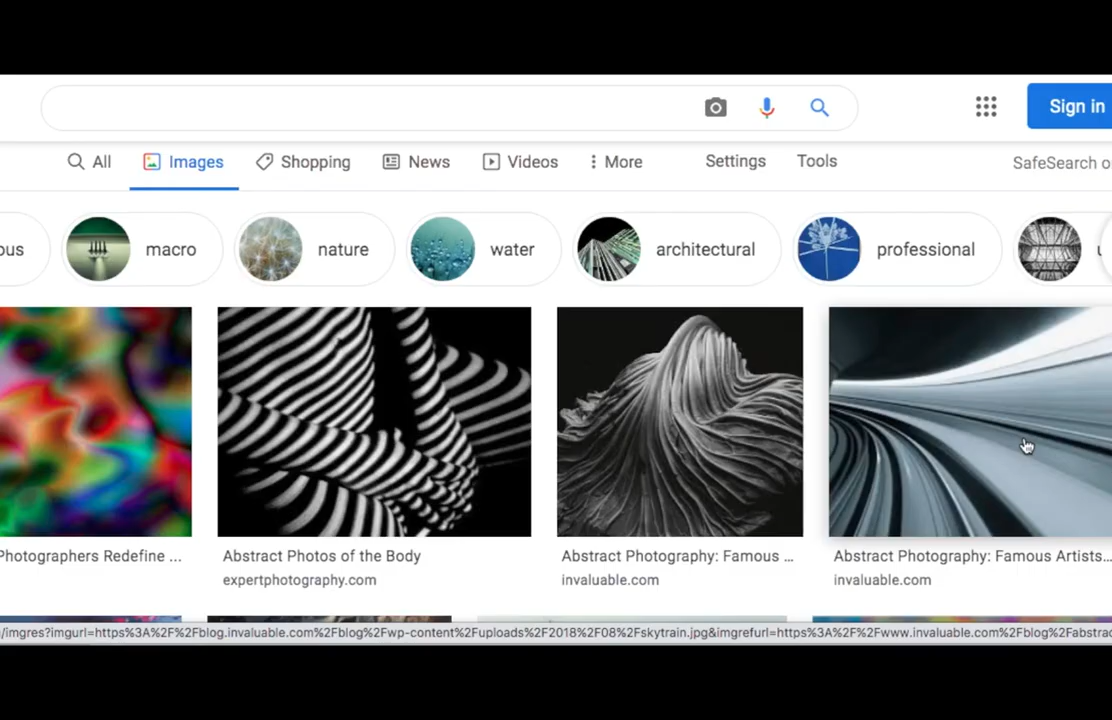 Sign in
All Images Shopping News Videos More Settings Tools SafeSearch
macro nature water architectural professional
Photographers Redefine ... Abstract Photos of the Body Abstract Photography: Famous ... Abstract Photography: Famous Artists...
expertphotography.com invaluable.com invaluable.com
/imgres?imgurl=https%3A%2F%2Fblog.invaluable.com%2Fblog%2Fwp-content%2Fuploads%2F2018%2F08%2Fskytrain.jpg&imgrefurl=https%3A%2F%2Fwww.invaluable.com%2Fblog%2Fabstrac